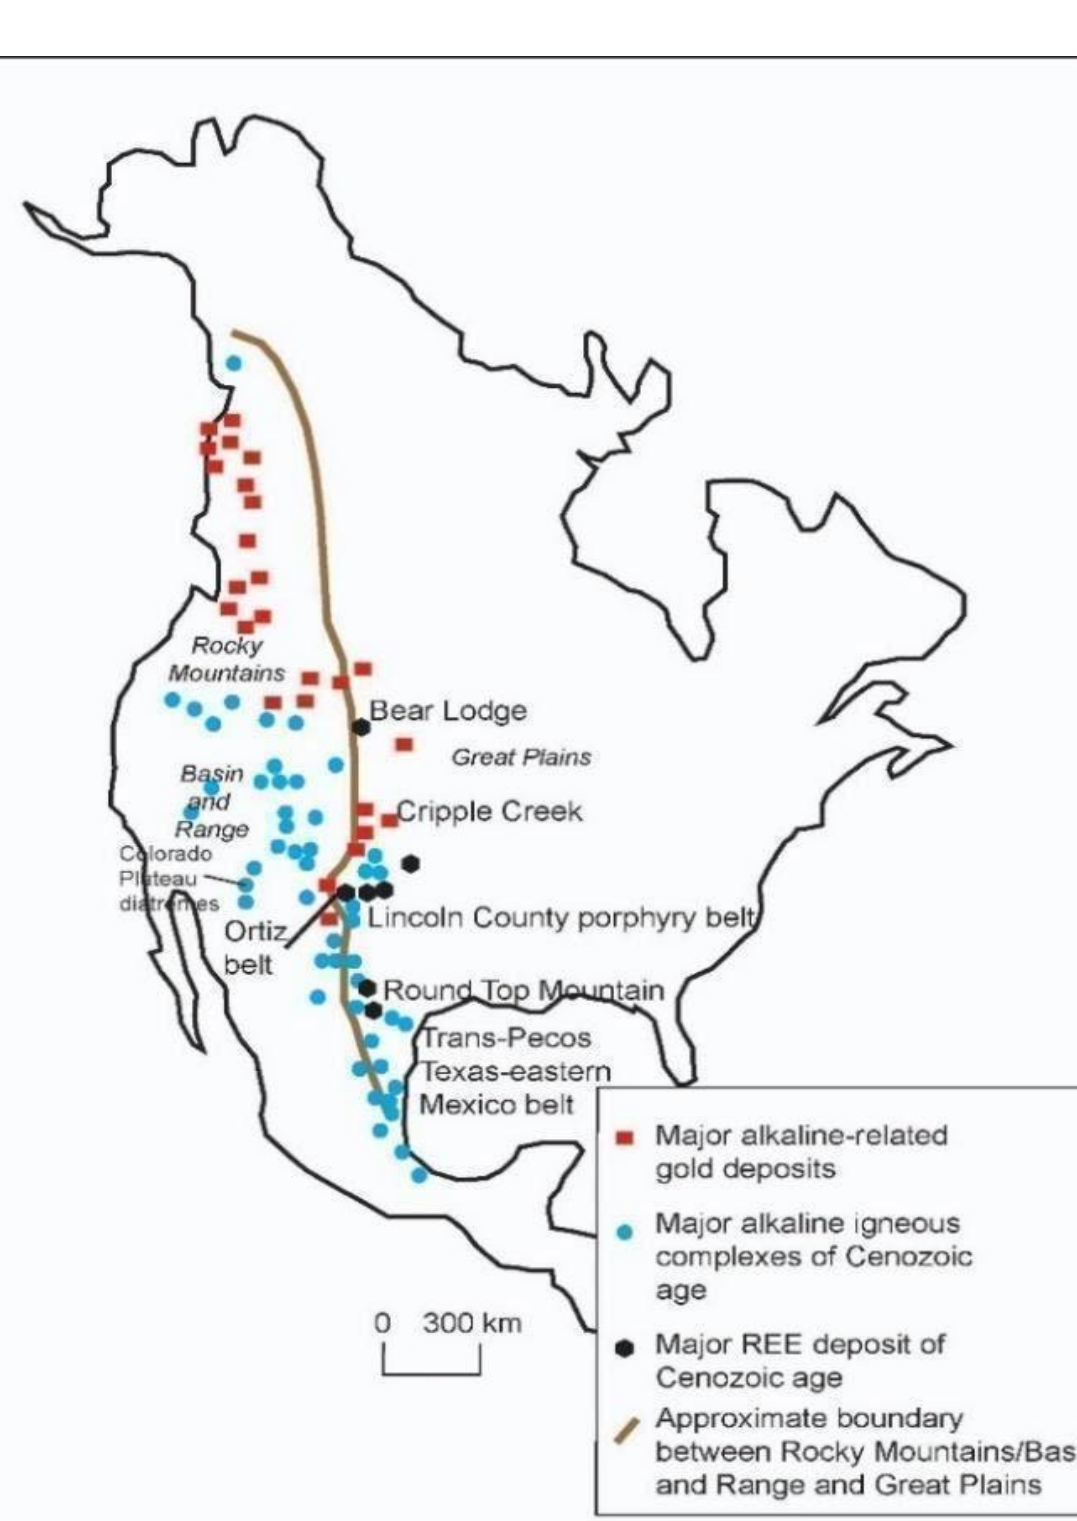 Rocky
Mountains
Bear Lodge
Great Plains
Basin
and
Range
Cripple Creek
Colorado
Plateau
diatremes
Lincoln County porphyry belt
Ortiz
belt
Round Top Mountain
Trans-Pecos
Texas-eastern
Mexico belt
Major alkaline-related
gold deposits
Major alkaline igneous
complexes of Cenozoic
age
0 300 km
Major REE deposit of
Cenozoic age
Approximate boundary
between Rocky Mountains/Bas
and Range and Great Plains